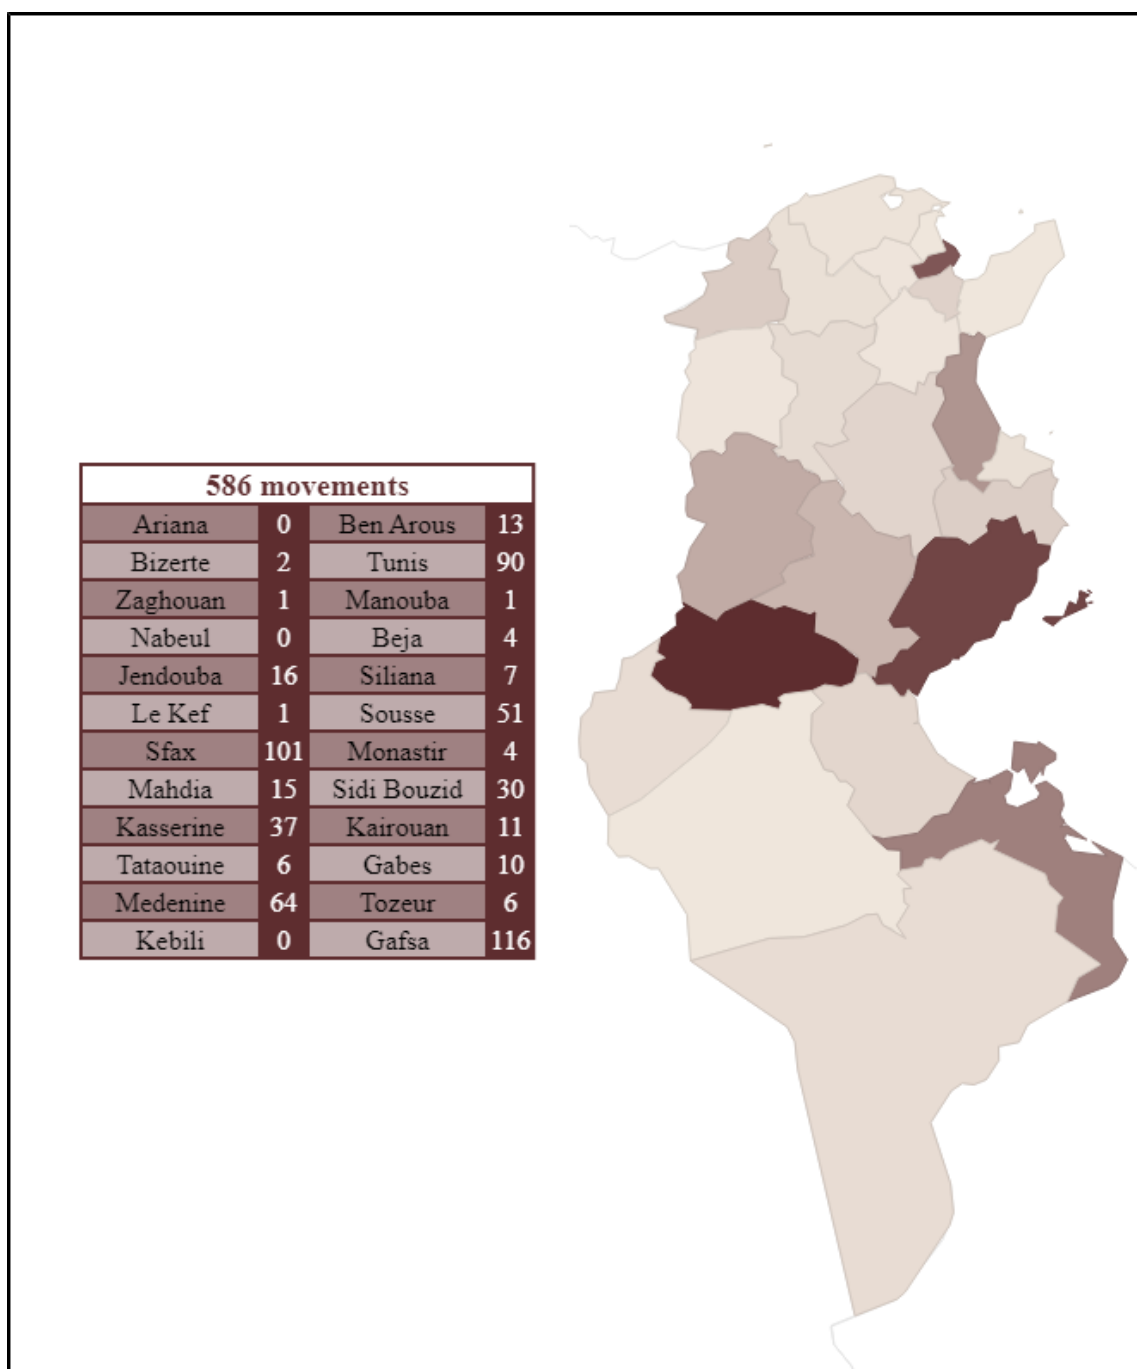 586 movements
Ariana 0 Ben Arous 13
Bizerte 2 Tunis 90
Zaghouan 1 Manouba 1
Nabeul 0 Beja 4
Jendouba 16 Siliana 7
Le Kef 1 Sousse 51
Sfax 101 Monastir 4
Mahdia 15 Sidi Bouzid 30
Kasserine 37 Kairouan 11
Tataouine 6 Gabes 10
Medenine 64 Tozeur 6
Kebili 0 Gafsa 116